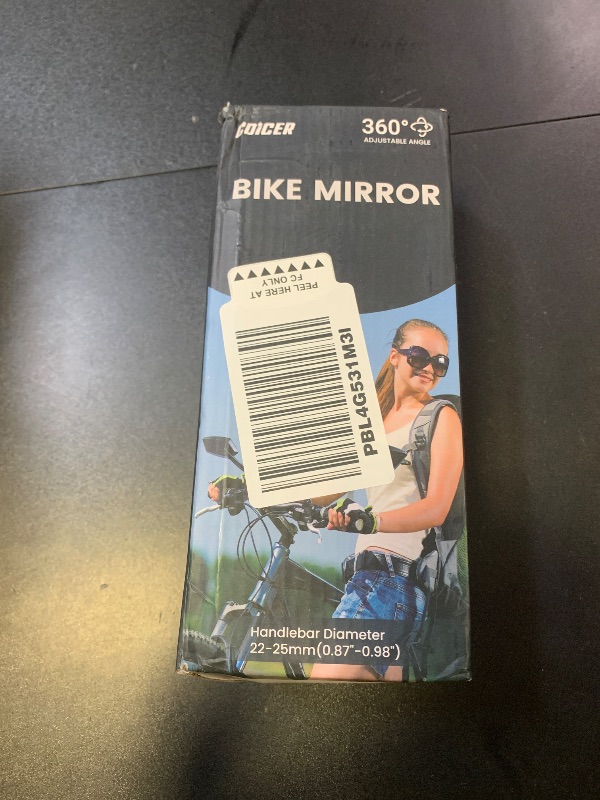 COICER
360°
ADJUSTABLE ANGLE
BIKE MIRROR
PEEL HERE AT
FC ONLY
PBL4G531M3I
Handlebar Diameter
22-25mm(0.87"-0.98")